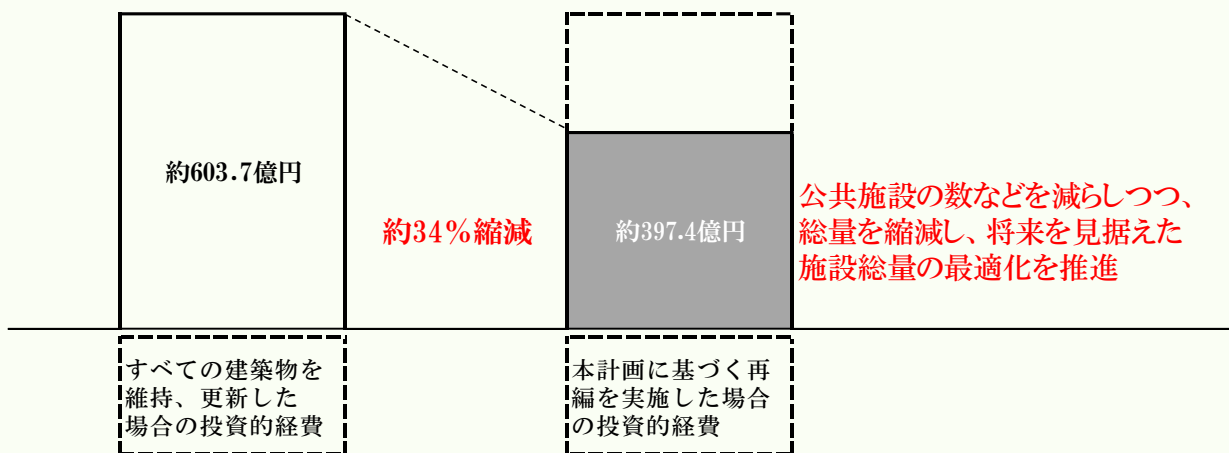 約603.7億円
約34％縮減
約397.4億円
公共施設の数などを減らしつつ、
総量を縮減し、将来を見据えた
施設総量の最適化を推進
すべての建築物を
維持、更新した
場合の投資的経費
本計画に基づく再
編を実施した場合
の投資的経費